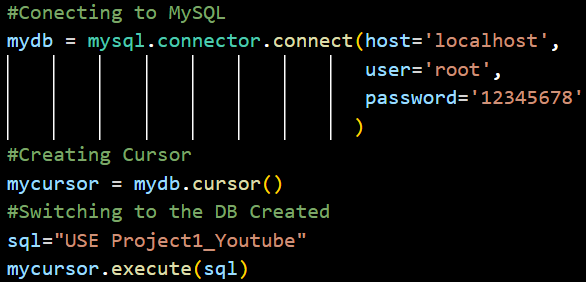 #Conecting to MySQL
mydb = mysql.connector.connect(host='localhost',
user='root',
password='12345678'
)
#Creating Cursor
mycursor = mydb.cursor()
#Switching to the DB Created
sql="USE Project1_Youtube"
mycursor.execute(sql)